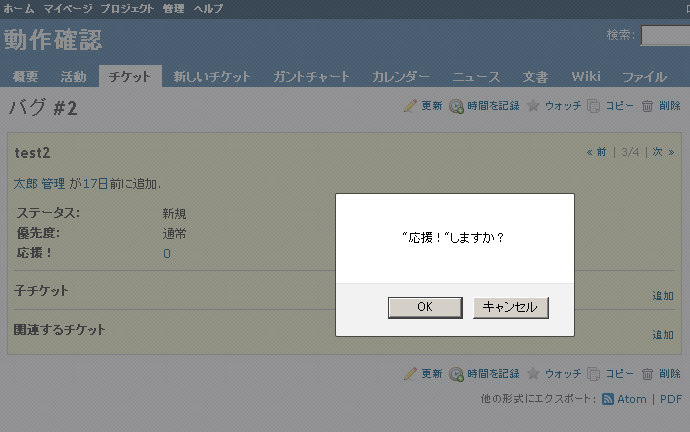 ホーム マイページ プロジェクト 管理 ヘルプ
動作確認
検索:
概要 活動 チケット 新しいチケット ガントチャート カレンダー ニュース 文書 Wiki ファイル
バグ #2
更新 時間を記録 ウォッチ コピー 削除
test2
« 前 | 3/4 | 次 »
太郎 管理 が17日前に追加.
ステータス: 新規
優先度: 通常
応援！ 0
"応援！"しますか？
OK キャンセル
子チケット
追加
関連するチケット
追加
更新 時間を記録 ウォッチ コピー 削除
他の形式にエクスポート: Atom | PDF